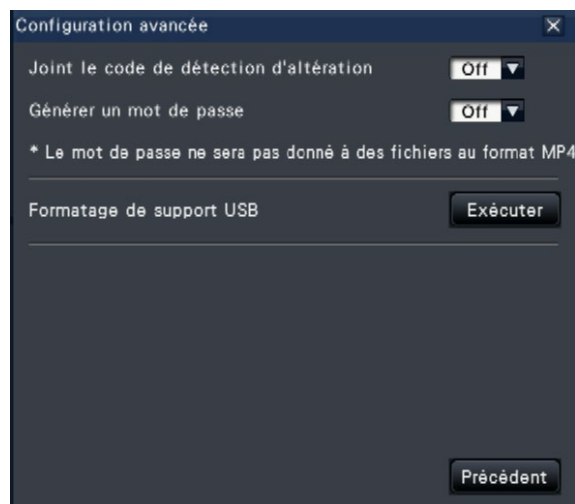 Configuration avancée
Joint le code de détection d'altération Off
Générer un mot de passe Off
* Le mot de passe ne sera pas donné à des fichiers au format MP4
Formatage de support USB Exécuter
Précédent